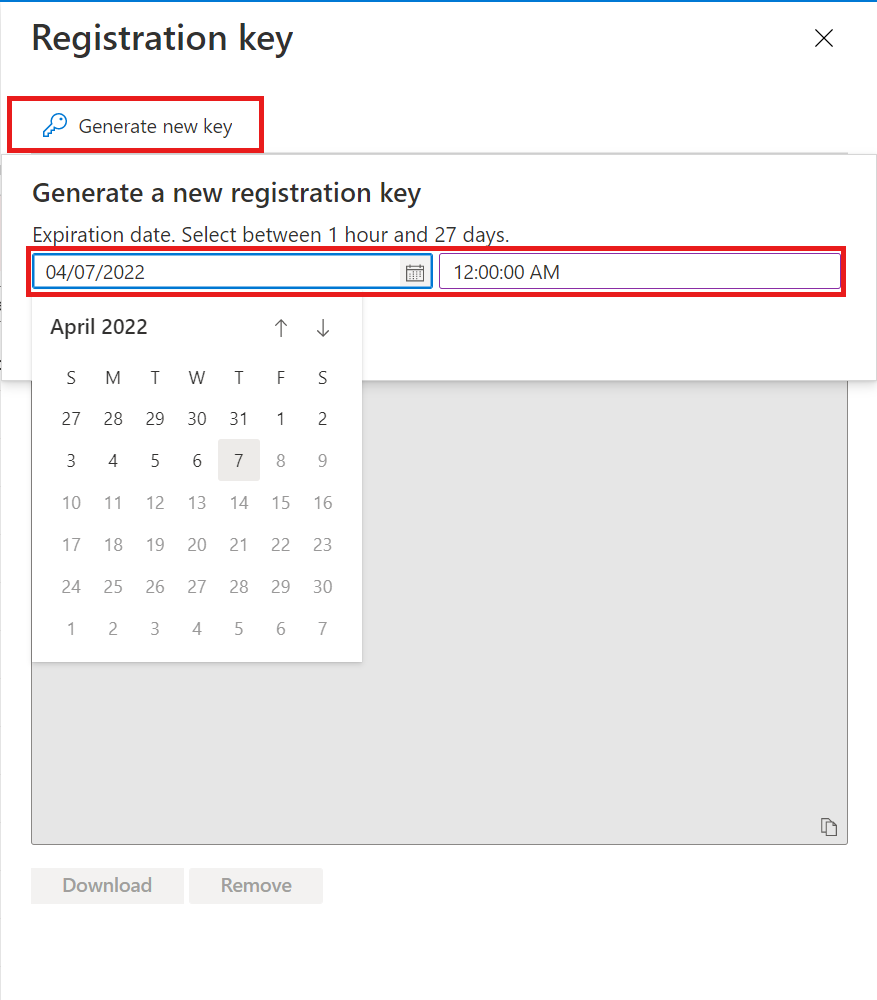 Registration key
Generate new key
Generate a new registration key
Expiration date. Select between 1 hour and 27 days.
04/07/2022 12:00:00 AM
April 2022
S M T W T F S
27 28 29 30 31 1 2
3 4 5 6 7 8 9
10 11 12 13 14 15 16
17 18 19 20 21 22 23
24 25 26 27 28 29 30
1 2 3 4 5 6 7
Download Remove